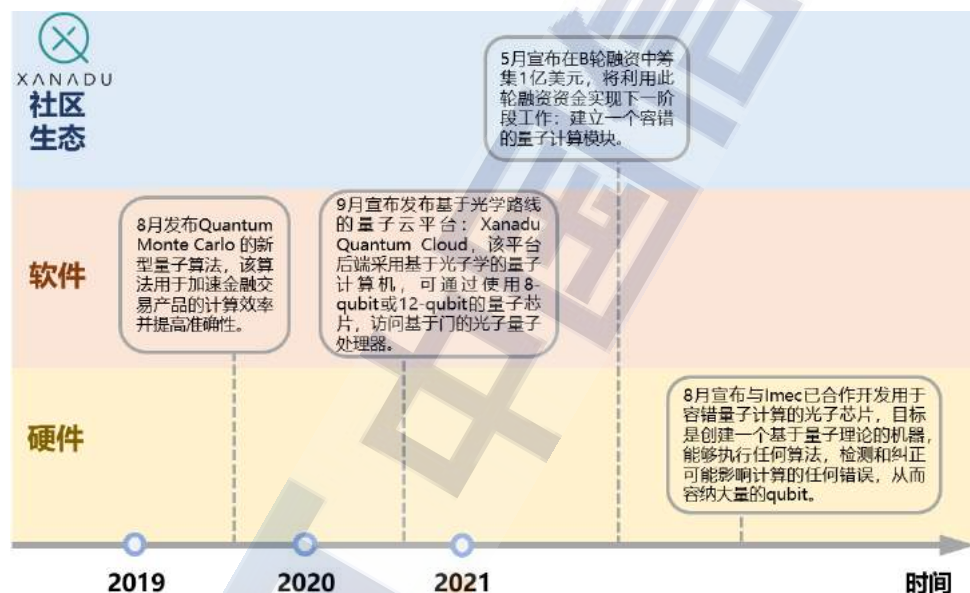 XANADU
社区
生态
5月宣布在B轮融资中筹
集1亿美元，将利用此
轮融资资金实现下一阶
段工作：建立一个容错
的量子计算模块。
软件
8月发布Quantum
Monte Carlo 的新
型量子算法，该算
法用于加速金融交
易产品的计算效率
并提高准确性。
9月宣布发布基于光学路线
的量子云平台：Xanadu
Quantum Cloud，该平台
后端采用基于光子学的量子
计算机，可通过使用8-
qubit或12-qubit的量子芯
片，访问基于门的光子量子
处理器。
硬件
8月宣布与Imec已合作开发用于
容错量子计算的光子芯片，目标
是创建一个基于量子理论的机器，
能够执行任何算法，检测和纠正
可能影响计算的任何错误，从而
容纳大量的qubit。
2019
2020
2021
时间